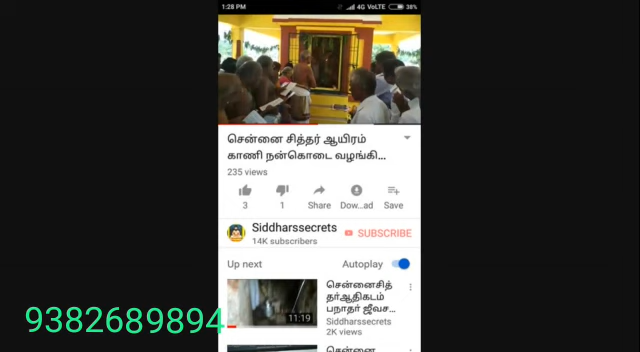 1:28 PM 4G VoLTE 38%
சென்னை சித்தர் ஆயிரம்
காணி நன்கொடை வழங்கி...
235 views
3 1 Share Dow...ad Save
Siddharssecrets
14K subscribers
SUBSCRIBE
Up next Autoplay
சென்னைசித்
தர்ஆதிகடம்
பநாதர் ஜீவச...
Siddharssecrets
2K views
11:19
9382689894
சென்னை